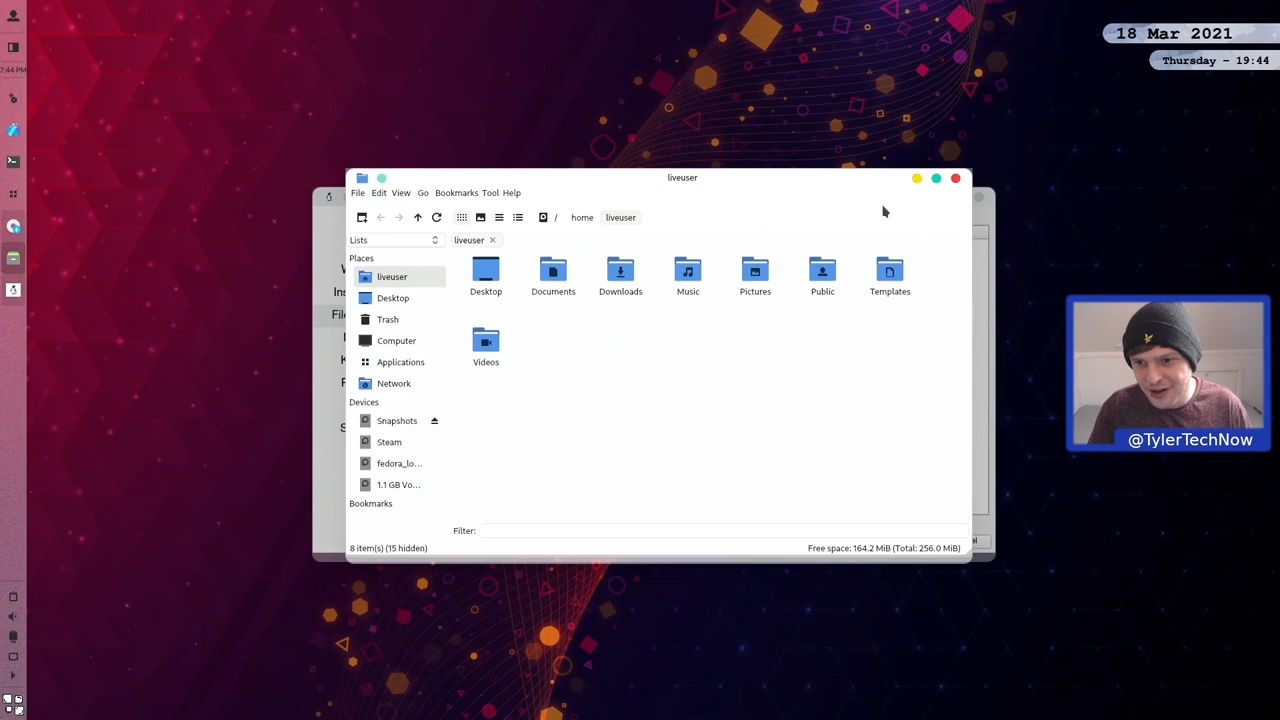 18 Mar 2021
Thursday - 19:44
7:44 PM
liveuser
File Edit View Go Bookmarks Tool Help
/ home liveuser
Lists
liveuser
Places
liveuser
Desktop
Trash
Computer
Applications
Network
Devices
Snapshots
Steam
fedora_lo...
1.1 GB Vo...
Bookmarks
Desktop Documents Downloads Music Pictures Public Templates
Videos
Filter:
8 item(s) (15 hidden) Free space: 164.2 MiB (Total: 256.0 MiB)
@TylerTechNow